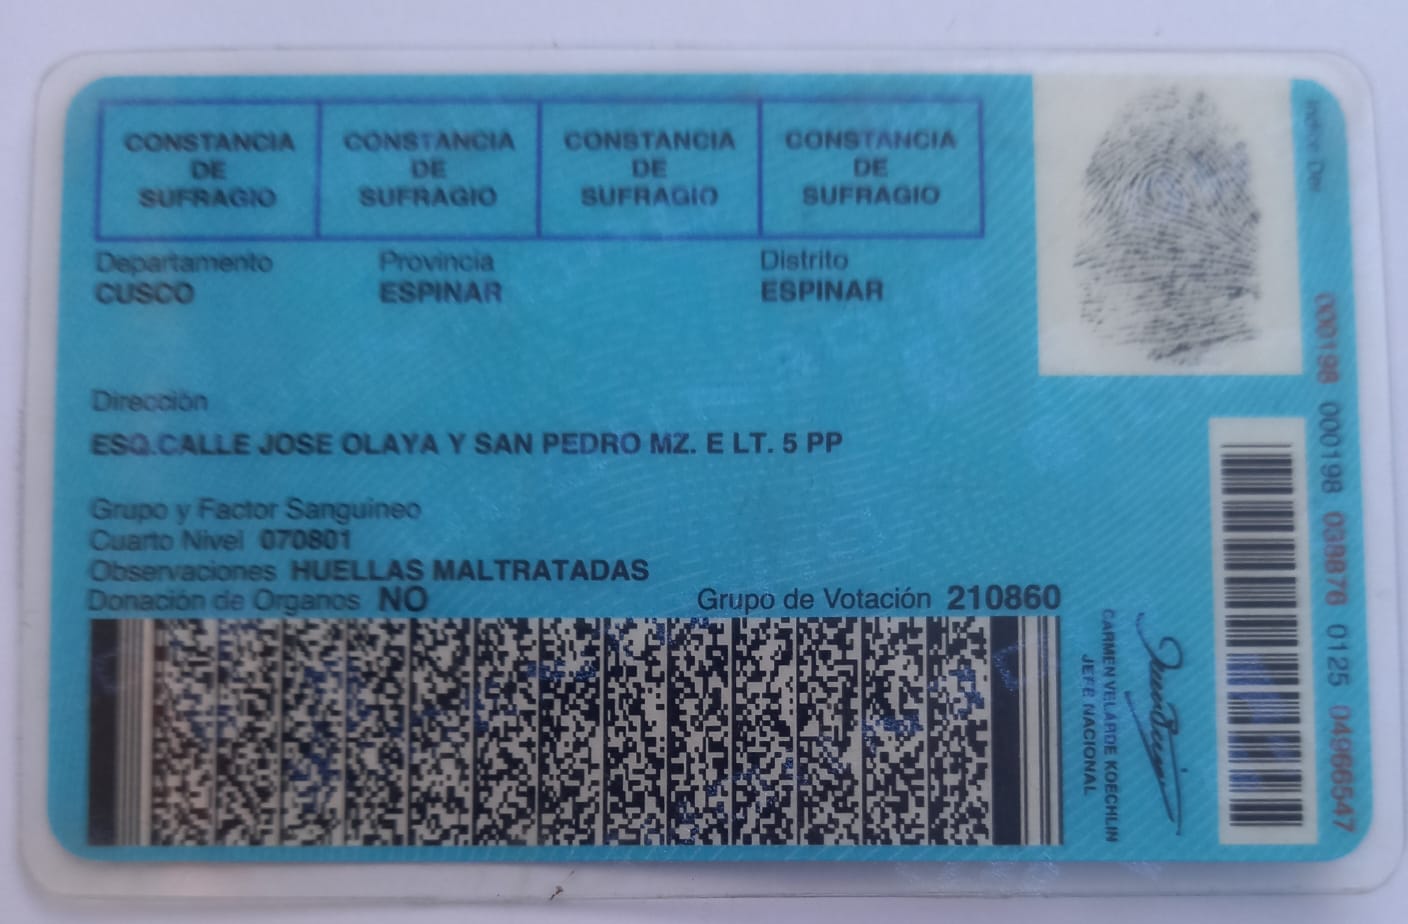 CONSTANCIA DE SUFRAGIO
CONSTANCIA DE SUFRAGIO
CONSTANCIA DE SUFRAGIO
CONSTANCIA DE SUFRAGIO
Departamento Provincia Distrito
CUSCO ESPINAR ESPINAR
Dirección
ESQ.CALLE JOSE OLAYA Y SAN PEDRO MZ. E LT. 5 PP
Grupo y Factor Sanguineo
Cuarto Nivel 070801
Observaciones HUELLAS MALTRATADAS
Donación de Organos NO Grupo de Votación 210860
CARMEN VELARDE KOECHLIN
JEFE NACIONAL
Indice Der.
000198 000198 038876 0125 04966547